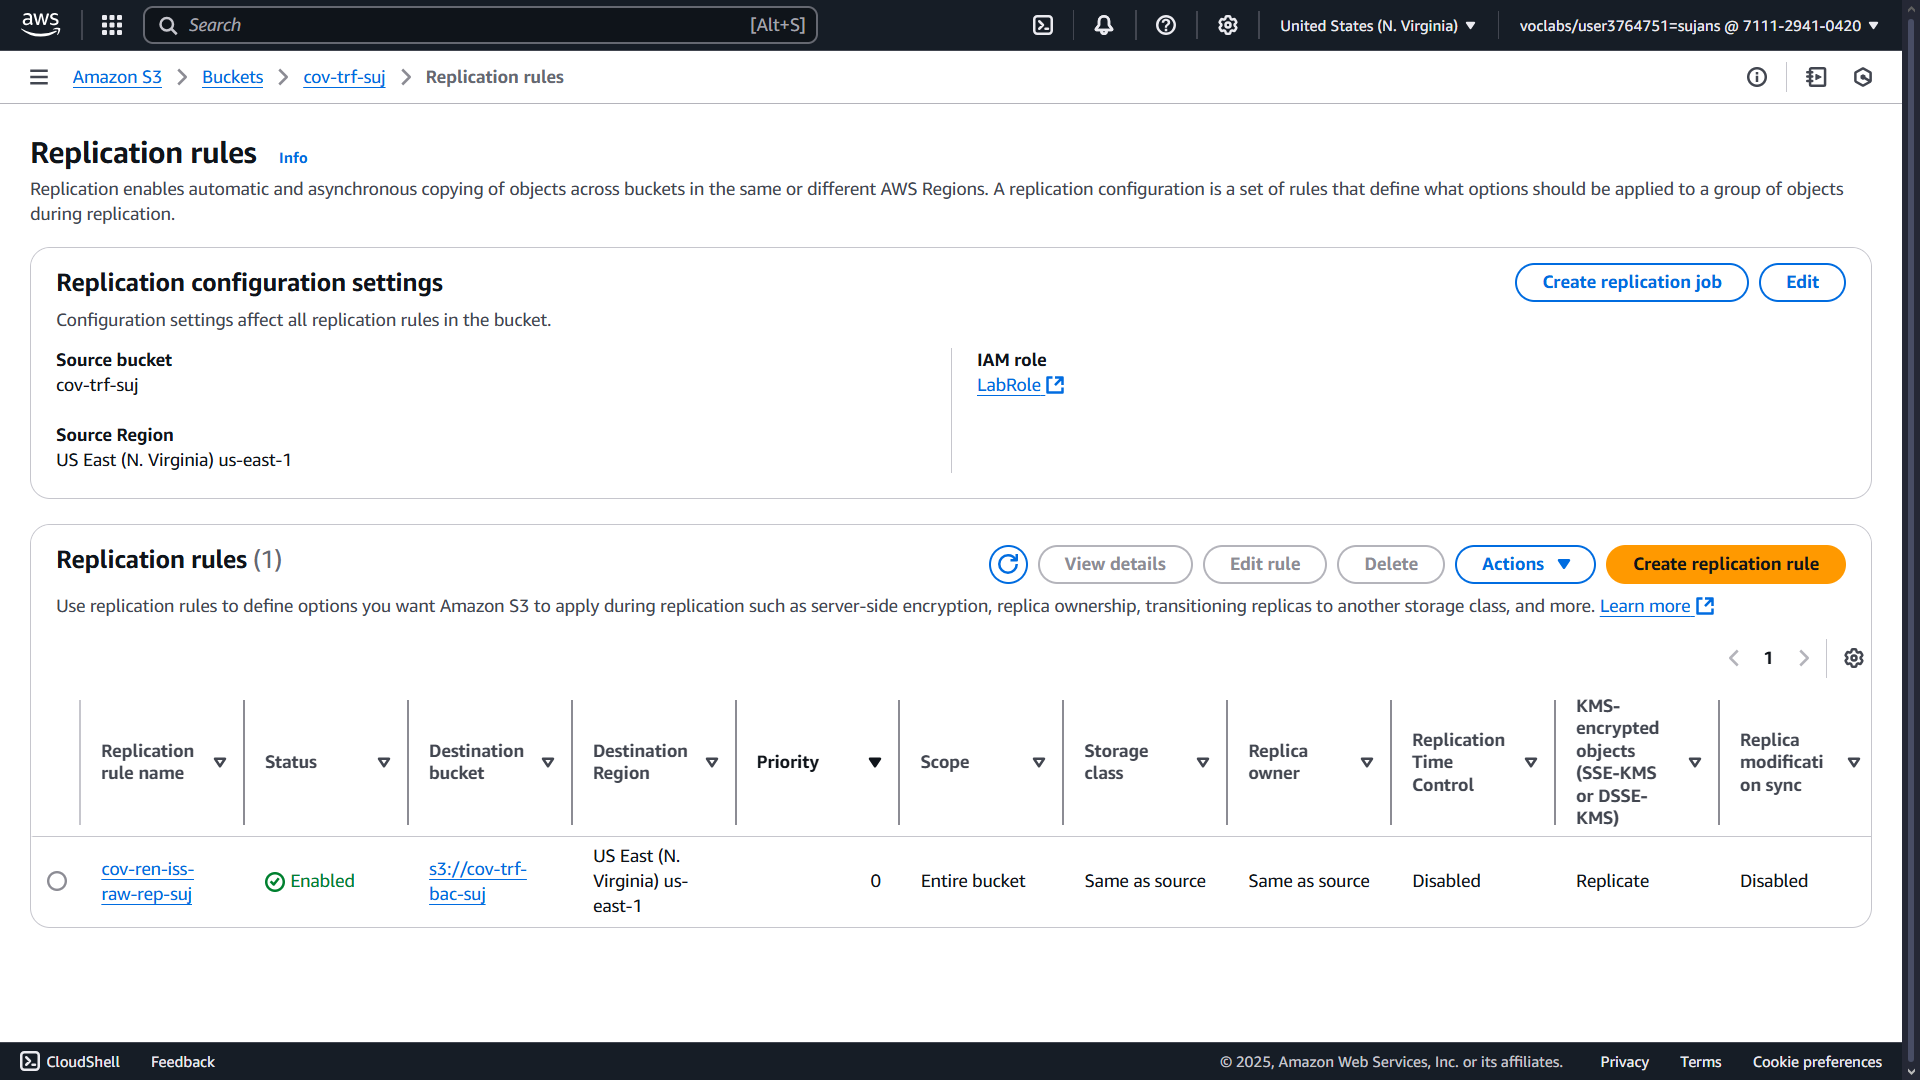 aws
Search
[Alt+S]
United States (N. Virginia)
voclabs/user3764751=sujans @ 7111-2941-0420
Amazon S3
Buckets
cov-trf-suj
Replication rules
Replication rules
Info
Replication enables automatic and asynchronous copying of objects across buckets in the same or different AWS Regions. A replication configuration is a set of rules that define what options should be applied to a group of objects
during replication.
Replication configuration settings
Create replication job
Edit
Configuration settings affect all replication rules in the bucket.
Source bucket
cov-trf-suj
Source Region
US East (N. Virginia) us-east-1
IAM role
LabRole
Replication rules (1)
View details
Edit rule
Delete
Actions
Create replication rule
Use replication rules to define options you want Amazon S3 to apply during replication such as server-side encryption, replica ownership, transitioning replicas to another storage class, and more. Learn more
1
Replication
rule name
Status
Destination
bucket
Destination
Region
Priority
Scope
Storage
class
Replica
owner
Replication
Time
Control
KMS-
encrypted
objects
(SSE-KMS
or DSSE-
KMS)
Replica
modificati
on sync
cov-ren-iss-
raw-rep-suj
Enabled
s3://cov-trf-
bac-suj
US East (N.
Virginia) us-
east-1
0
Entire bucket
Same as source
Same as source
Disabled
Replicate
Disabled
CloudShell
Feedback
© 2025, Amazon Web Services, Inc. or its affiliates.
Privacy
Terms
Cookie preferences